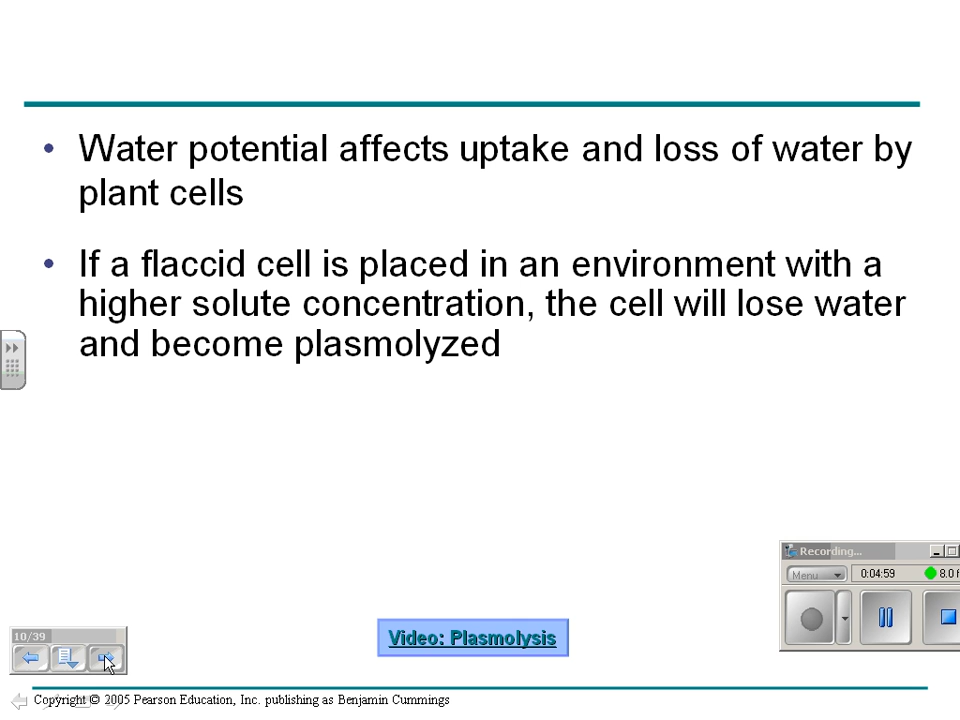 • Water potential affects uptake and loss of water by
plant cells
• If a flaccid cell is placed in an environment with a
higher solute concentration, the cell will lose water
and become plasmolyzed
Recording...
Menu
0:04:59
8.0 f
10/39
Video: Plasmolysis
Copyright © 2005 Pearson Education, Inc. publishing as Benjamin Cummings